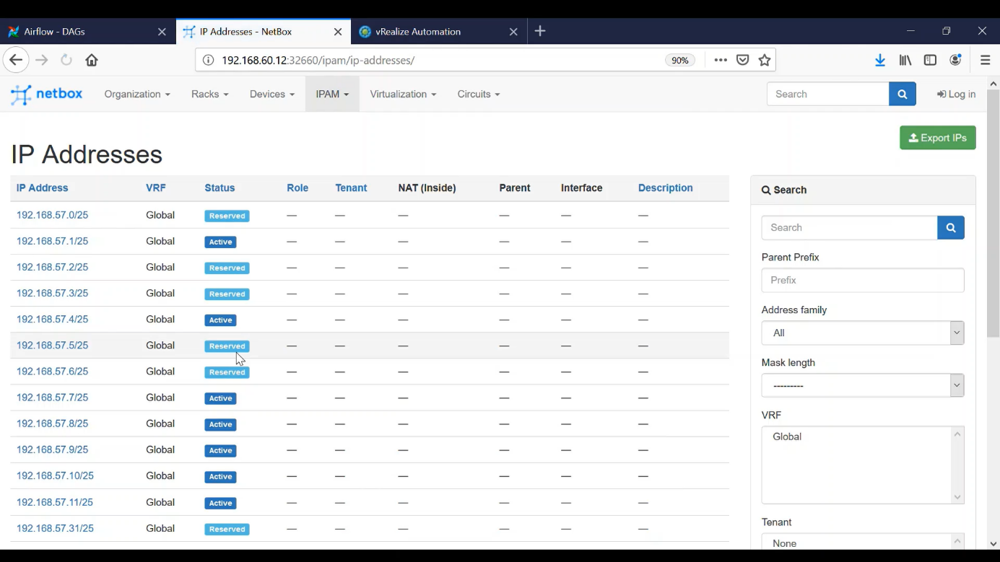 Airflow - DAGs
IP Addresses - NetBox
vRealize Automation
192.168.60.12:32660/ipam/ip-addresses/
90%
netbox
Organization
Racks
Devices
IPAM
Virtualization
Circuits
Search
Log in
Export IPs
IP Addresses
IP Address VRF Status Role Tenant NAT (Inside) Parent Interface Description
192.168.57.0/25 Global Reserved — — — — — —
192.168.57.1/25 Global Active — — — — — —
192.168.57.2/25 Global Reserved — — — — — —
192.168.57.3/25 Global Reserved — — — — — —
192.168.57.4/25 Global Active — — — — — —
192.168.57.5/25 Global Reserved — — — — — —
192.168.57.6/25 Global Reserved — — — — — —
192.168.57.7/25 Global Active — — — — — —
192.168.57.8/25 Global Active — — — — — —
192.168.57.9/25 Global Active — — — — — —
192.168.57.10/25 Global Active — — — — — —
192.168.57.11/25 Global Active — — — — — —
192.168.57.31/25 Global Reserved — — — — — —
Search
Search
Parent Prefix
Prefix
Address family
All
Mask length
---------
VRF
Global
Tenant
None